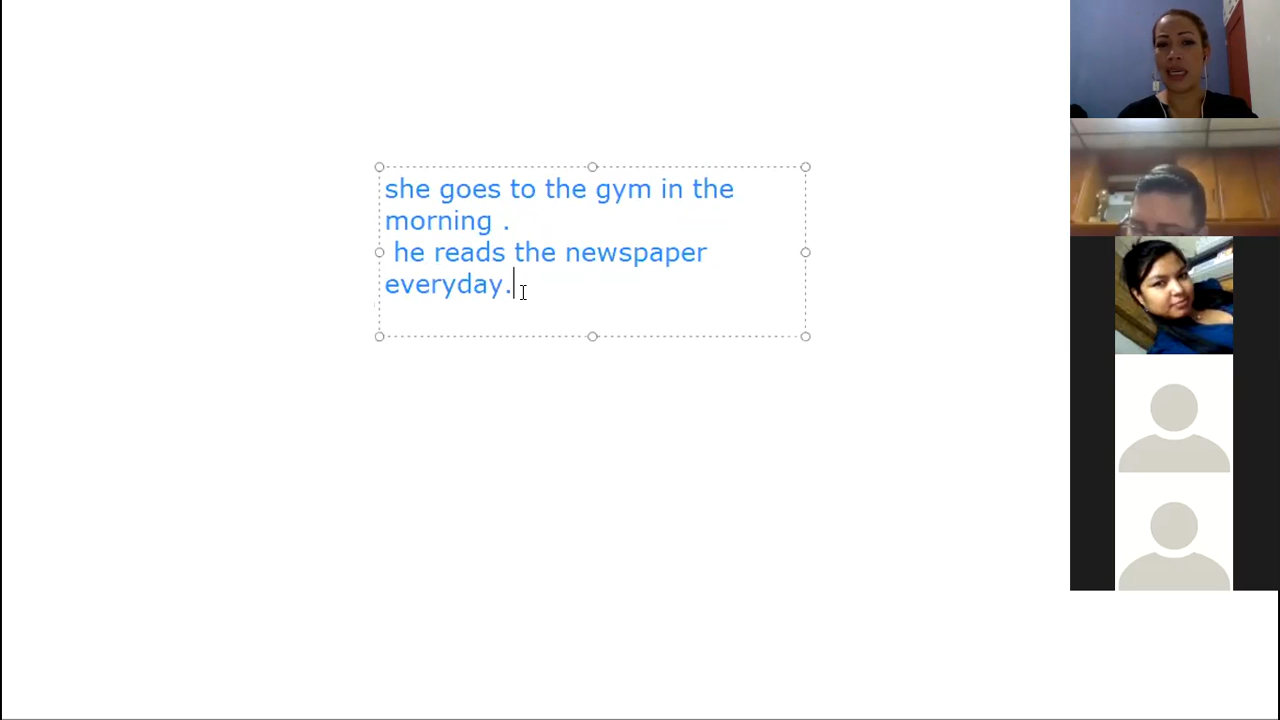 she goes to the gym in the
morning .
he reads the newspaper
everyday.